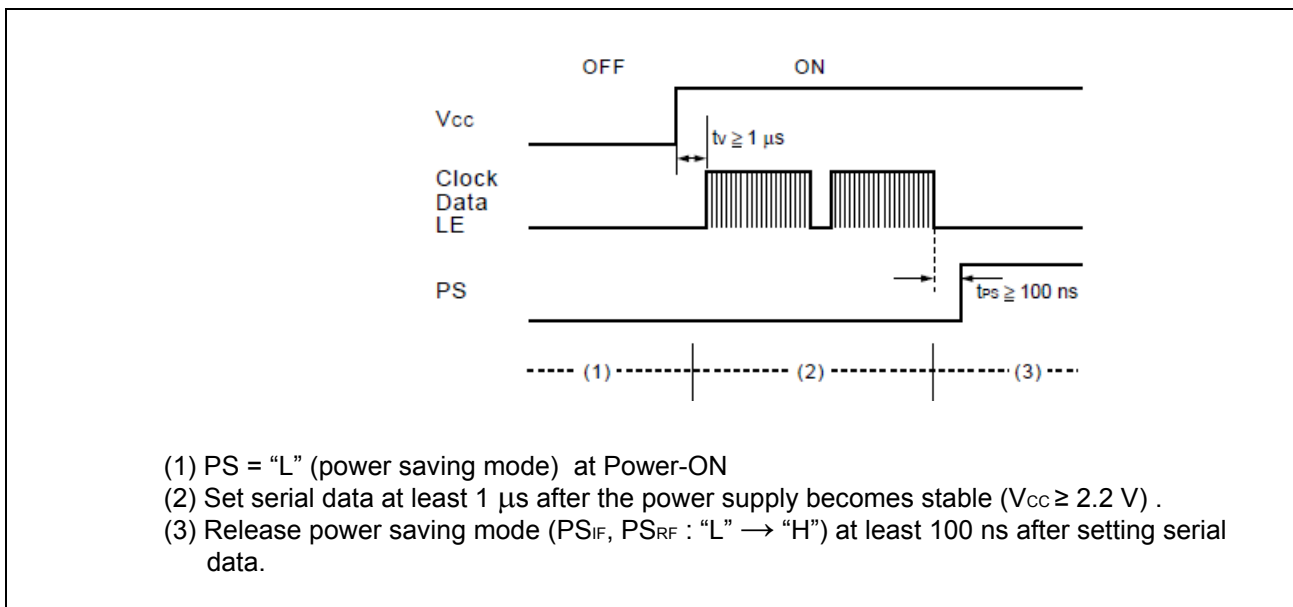 OFF ON
Vcc
tv ≧ 1 μs
Clock
Data
LE
PS
tPS ≧ 100 ns
(1) (2) (3)
(1) PS = “L” (power saving mode) at Power-ON
(2) Set serial data at least 1 μs after the power supply becomes stable (VCC ≥ 2.2 V) .
(3) Release power saving mode (PSIF, PSRF : “L” → “H”) at least 100 ns after setting serial
data.